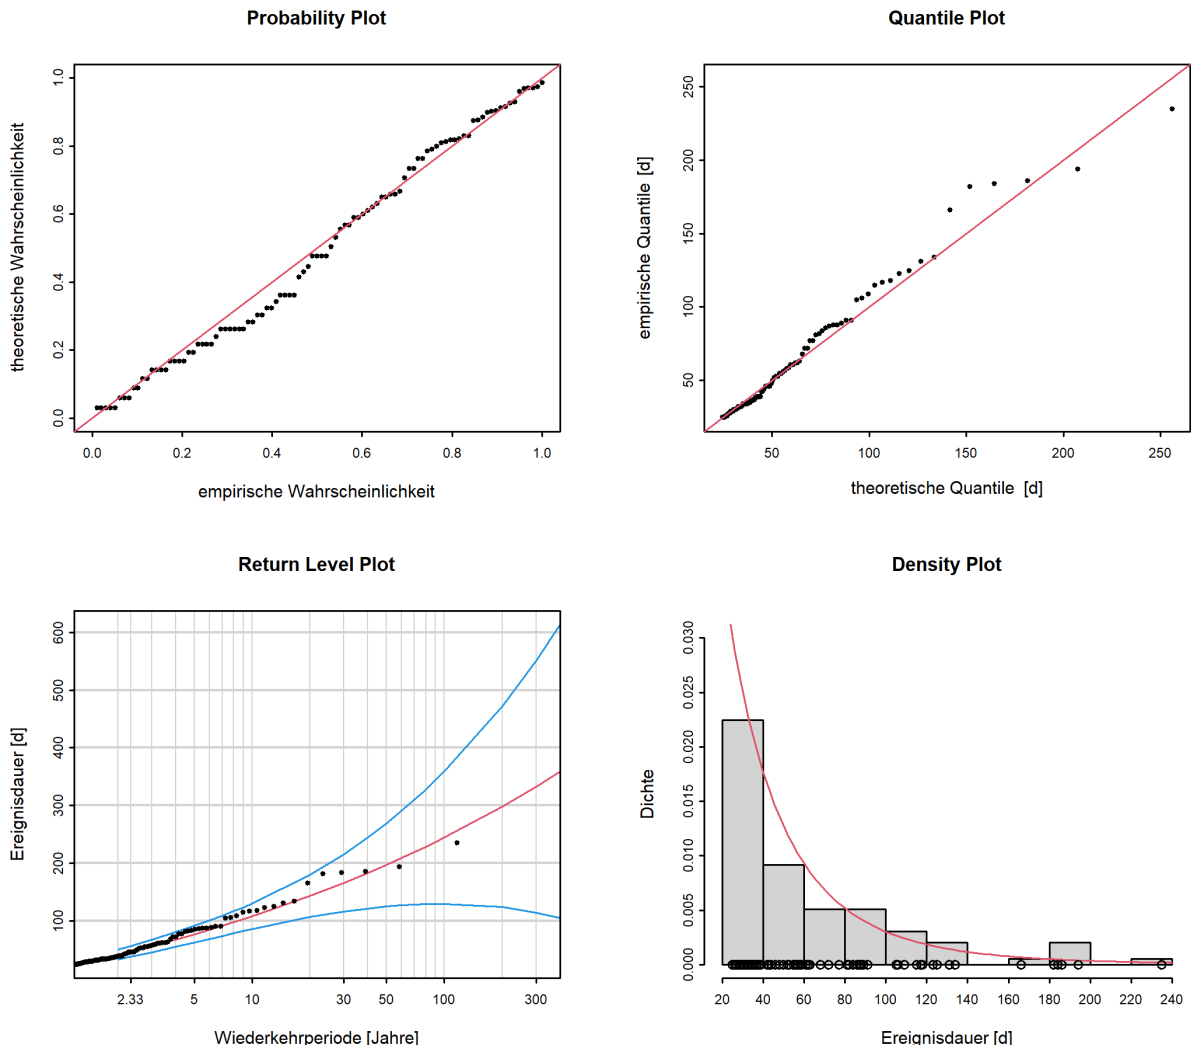 Probability Plot
theoretische Wahrscheinlichkeit
0.0 0.2 0.4 0.6 0.8 1.0
0.0 0.2 0.4 0.6 0.8 1.0
empirische Wahrscheinlichkeit
Quantile Plot
empirische Quantile [d]
50 100 150 200 250
50 100 150 200 250
theoretische Quantile [d]
Return Level Plot
Ereignisdauer [d]
100 200 300 400 500 600
2.33 5 10 30 50 100 300
Wiederkehrperiode [Jahre]
Density Plot
Dichte
0.000 0.005 0.010 0.015 0.020 0.025 0.030
20 40 60 80 100 120 140 160 180 200 220 240
Ereignisdauer [d]